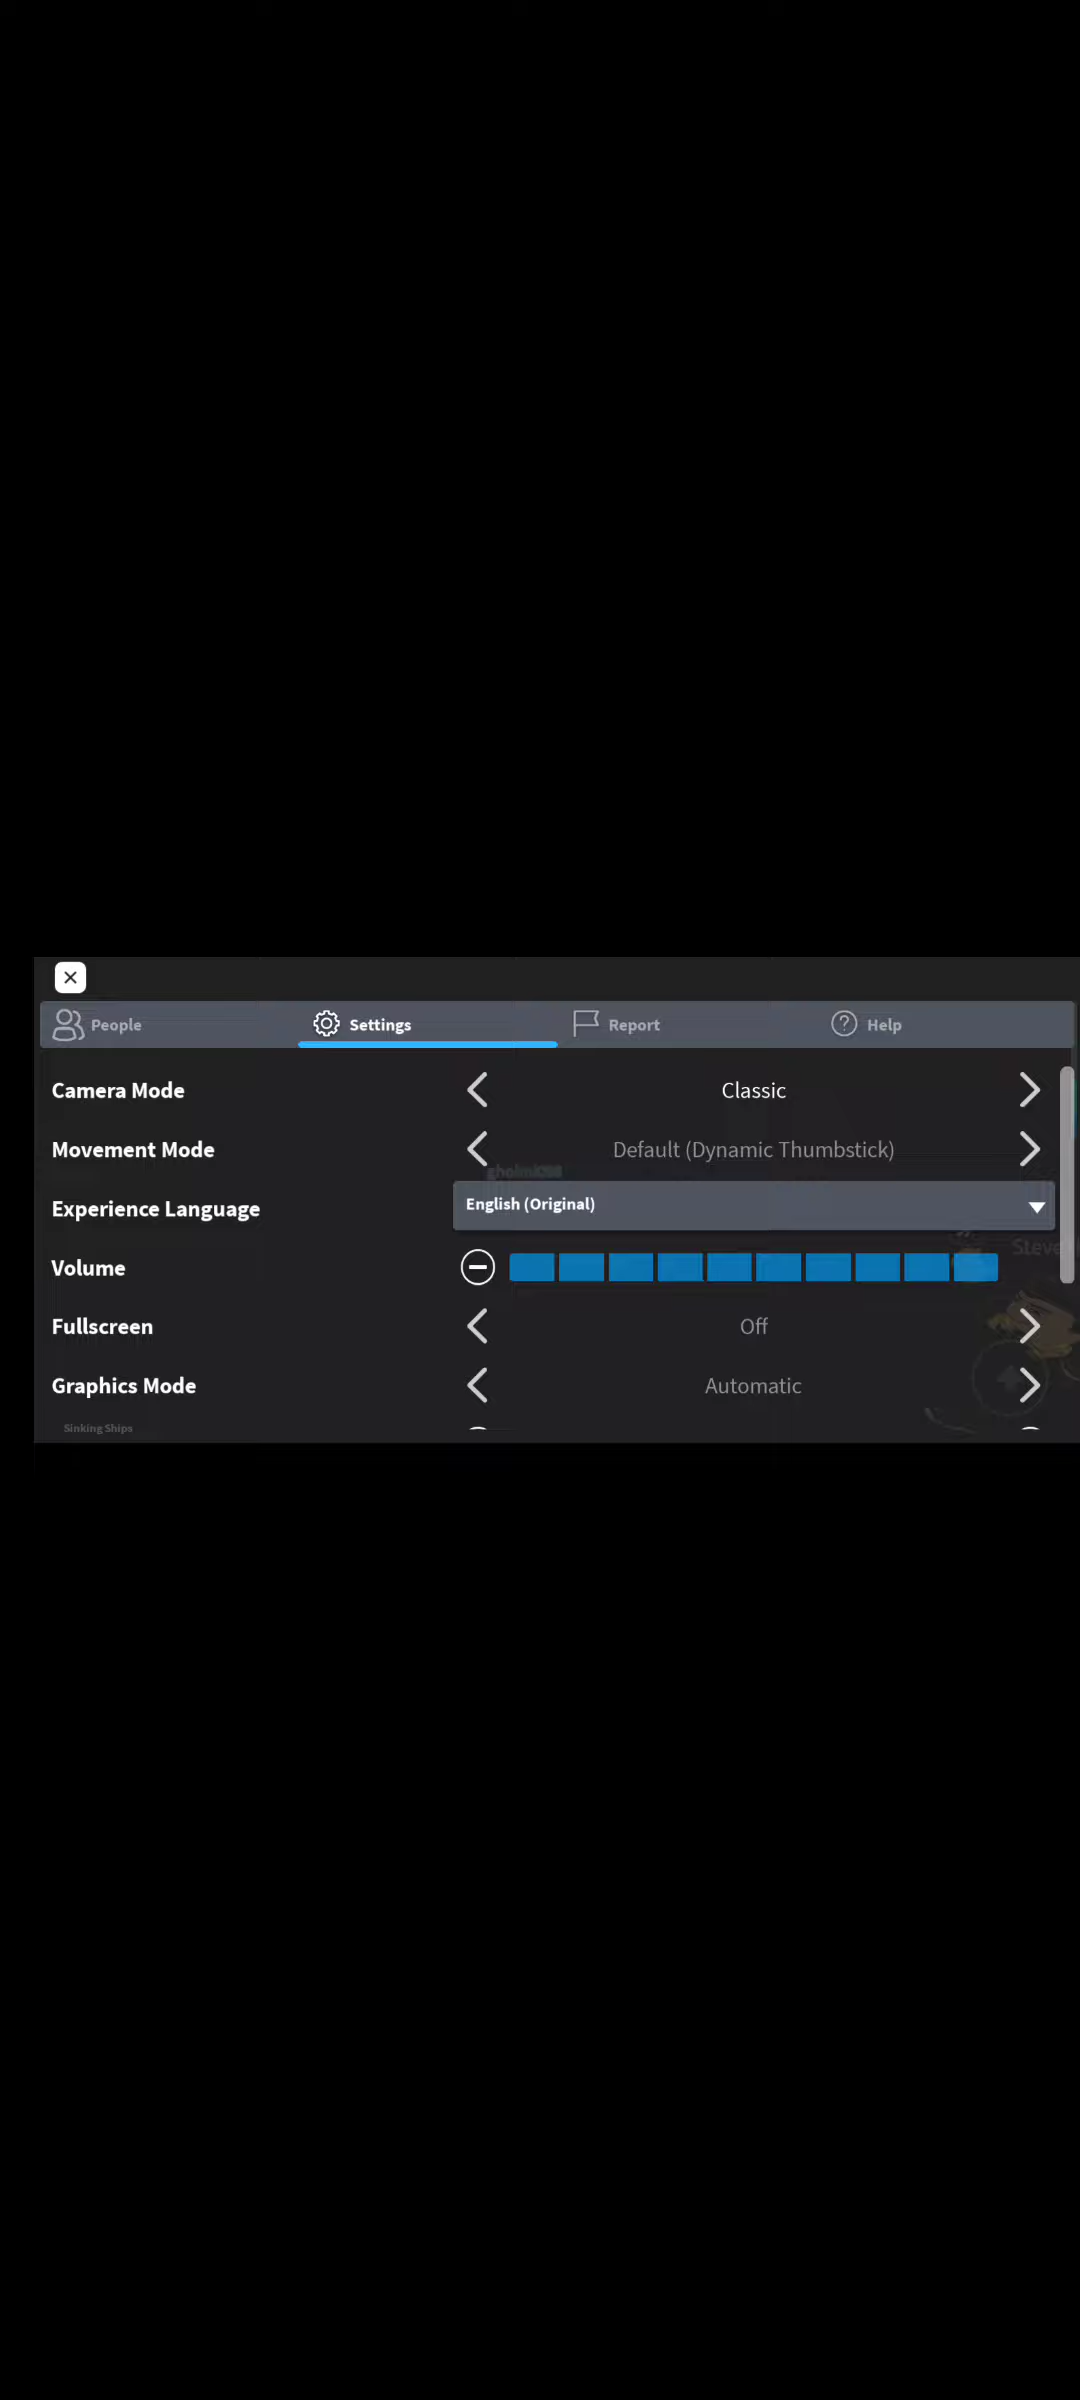 People Settings Report Help
Camera Mode Classic
Movement Mode Default (Dynamic Thumbstick)
Experience Language English (Original)
Volume
Fullscreen Off
Graphics Mode Automatic
Sinking Ships